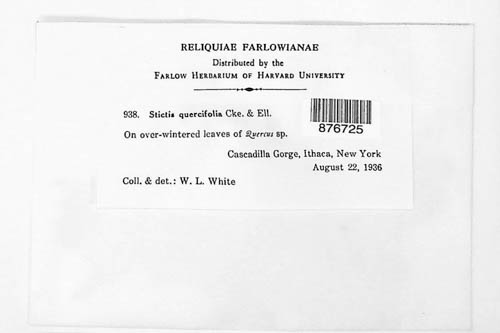 RELIQUIAE FARLOWIANAE
Distributed by the
FARLOW HERBARIUM OF HARVARD UNIVERSITY
938. Stictis quercifolia Cke. & Ell.
876725
On over-wintered leaves of Quercus sp.
Cascadilla Gorge, Ithaca, New York
August 22, 1936
Coll. & det.: W. L. White